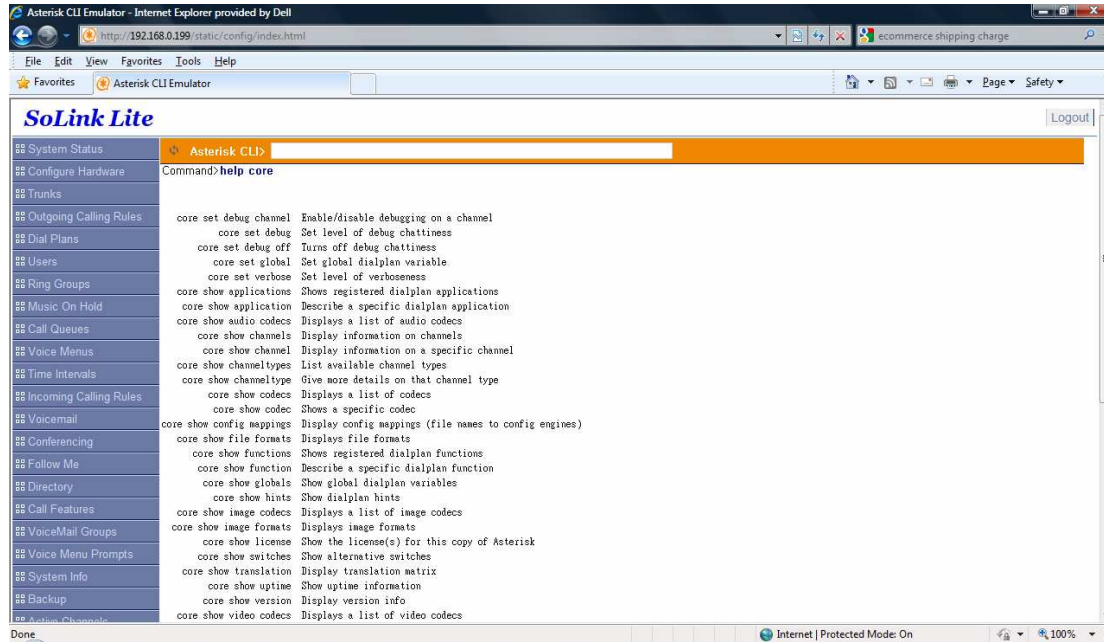 Asterisk CLI Emulator - Internet Explorer provided by Dell
http://192.168.0.199/static/config/index.html
ecommerce shipping charge
File Edit View Favorites Tools Help
Favorites Asterisk CLI Emulator Page Safety
SoLink Lite Logout
System Status
Configure Hardware
Trunks
Outgoing Calling Rules
Dial Plans
Users
Ring Groups
Music On Hold
Call Queues
Voice Menus
Time Intervals
Incoming Calling Rules
Voicemail
Conferencing
Follow Me
Directory
Call Features
VoiceMail Groups
Voice Menu Prompts
System Info
Backup
Active Channels
Asterisk CLI>
Command>help core
core set debug channel Enable/disable debugging on a channel
core set debug Set level of debug chattiness
core set debug off Turns off debug chattiness
core set global Set global dialplan variable
core set verbose Set level of verboseness
core show applications Shows registered dialplan applications
core show application Describe a specific dialplan application
core show audio codecs Displays a list of audio codecs
core show channels Display information on channels
core show channel Display information on a specific channel
core show channeltypes List available channel types
core show channeltype Give more details on that channel type
core show codecs Displays a list of codecs
core show codec Shows a specific codec
core show config mappings Display config mappings (file names to config engines)
core show file formats Displays file formats
core show functions Shows registered dialplan functions
core show function Describe a specific dialplan function
core show globals Show global dialplan variables
core show hints Show dialplan hints
core show image codecs Displays a list of image codecs
core show image formats Displays image formats
core show license Show the license(s) for this copy of Asterisk
core show switches Show alternative switches
core show translation Display translation matrix
core show uptime Show uptime information
core show version Display version info
core show video codecs Displays a list of video codecs
Done Internet | Protected Mode: On 100%